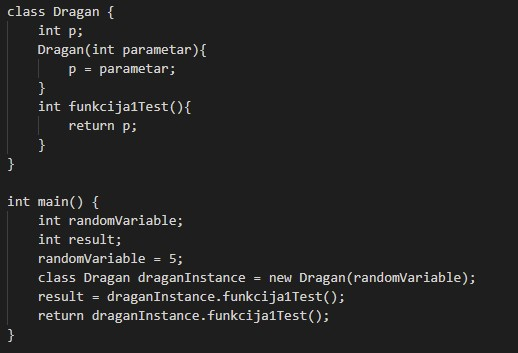 class Dragan {
    int p;
    Dragan(int parametar){
        p = parametar;
    }
    int funkcija1Test(){
        return p;
    }
}

int main() {
    int randomVariable;
    int result;
    randomVariable = 5;
    class Dragan draganInstance = new Dragan(randomVariable);
    result = draganInstance.funkcija1Test();
    return draganInstance.funkcija1Test();
}